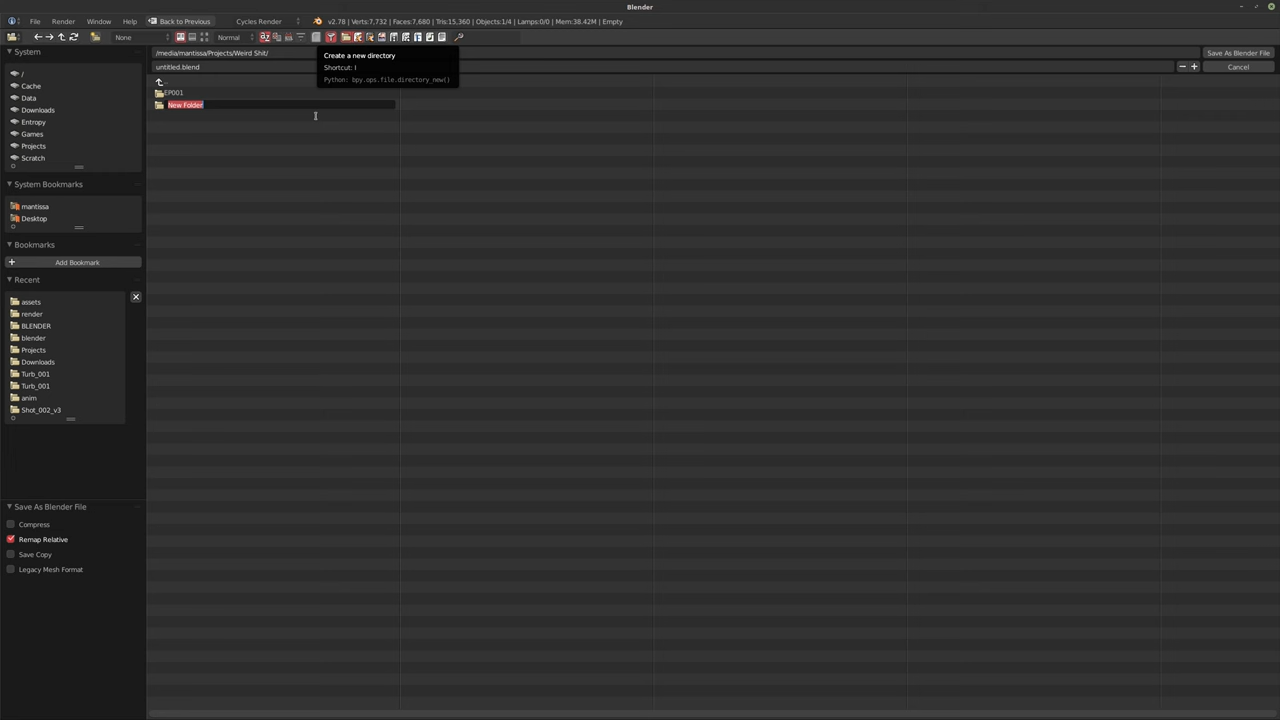 Blender
File Render Window Help Back to Previous Cycles Render v2.78 | Verts:7,732 | Faces:7,680 | Tris:15,360 | Objects:1/4 | Lamps:0/0 | Mem:38.42M | Empty
None Normal
System
/
Cache
Data
Downloads
Entropy
Games
Projects
Scratch
System Bookmarks
mantissa
Desktop
Bookmarks
Add Bookmark
Recent
assets
render
BLENDER
blender
Projects
Downloads
Turb_001
Turb_001
anim
Shot_002_v3
Save As Blender File
Compress
Remap Relative
Save Copy
Legacy Mesh Format
/media/mantissa/Projects/Weird Shit/
untitled.blend
..
EP001
New Folder
Create a new directory
Shortcut: I
Python: bpy.ops.file.directory_new()
Save As Blender File
Cancel